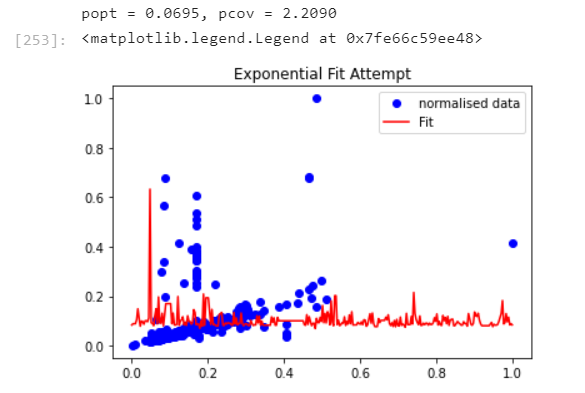 popt = 0.0695, pcov = 2.2090
[253]: <matplotlib.legend.Legend at 0x7fe66c59ee48>
Exponential Fit Attempt
1.0
0.8
0.6
0.4
0.2
0.0
normalised data
Fit
0.0 0.2 0.4 0.6 0.8 1.0